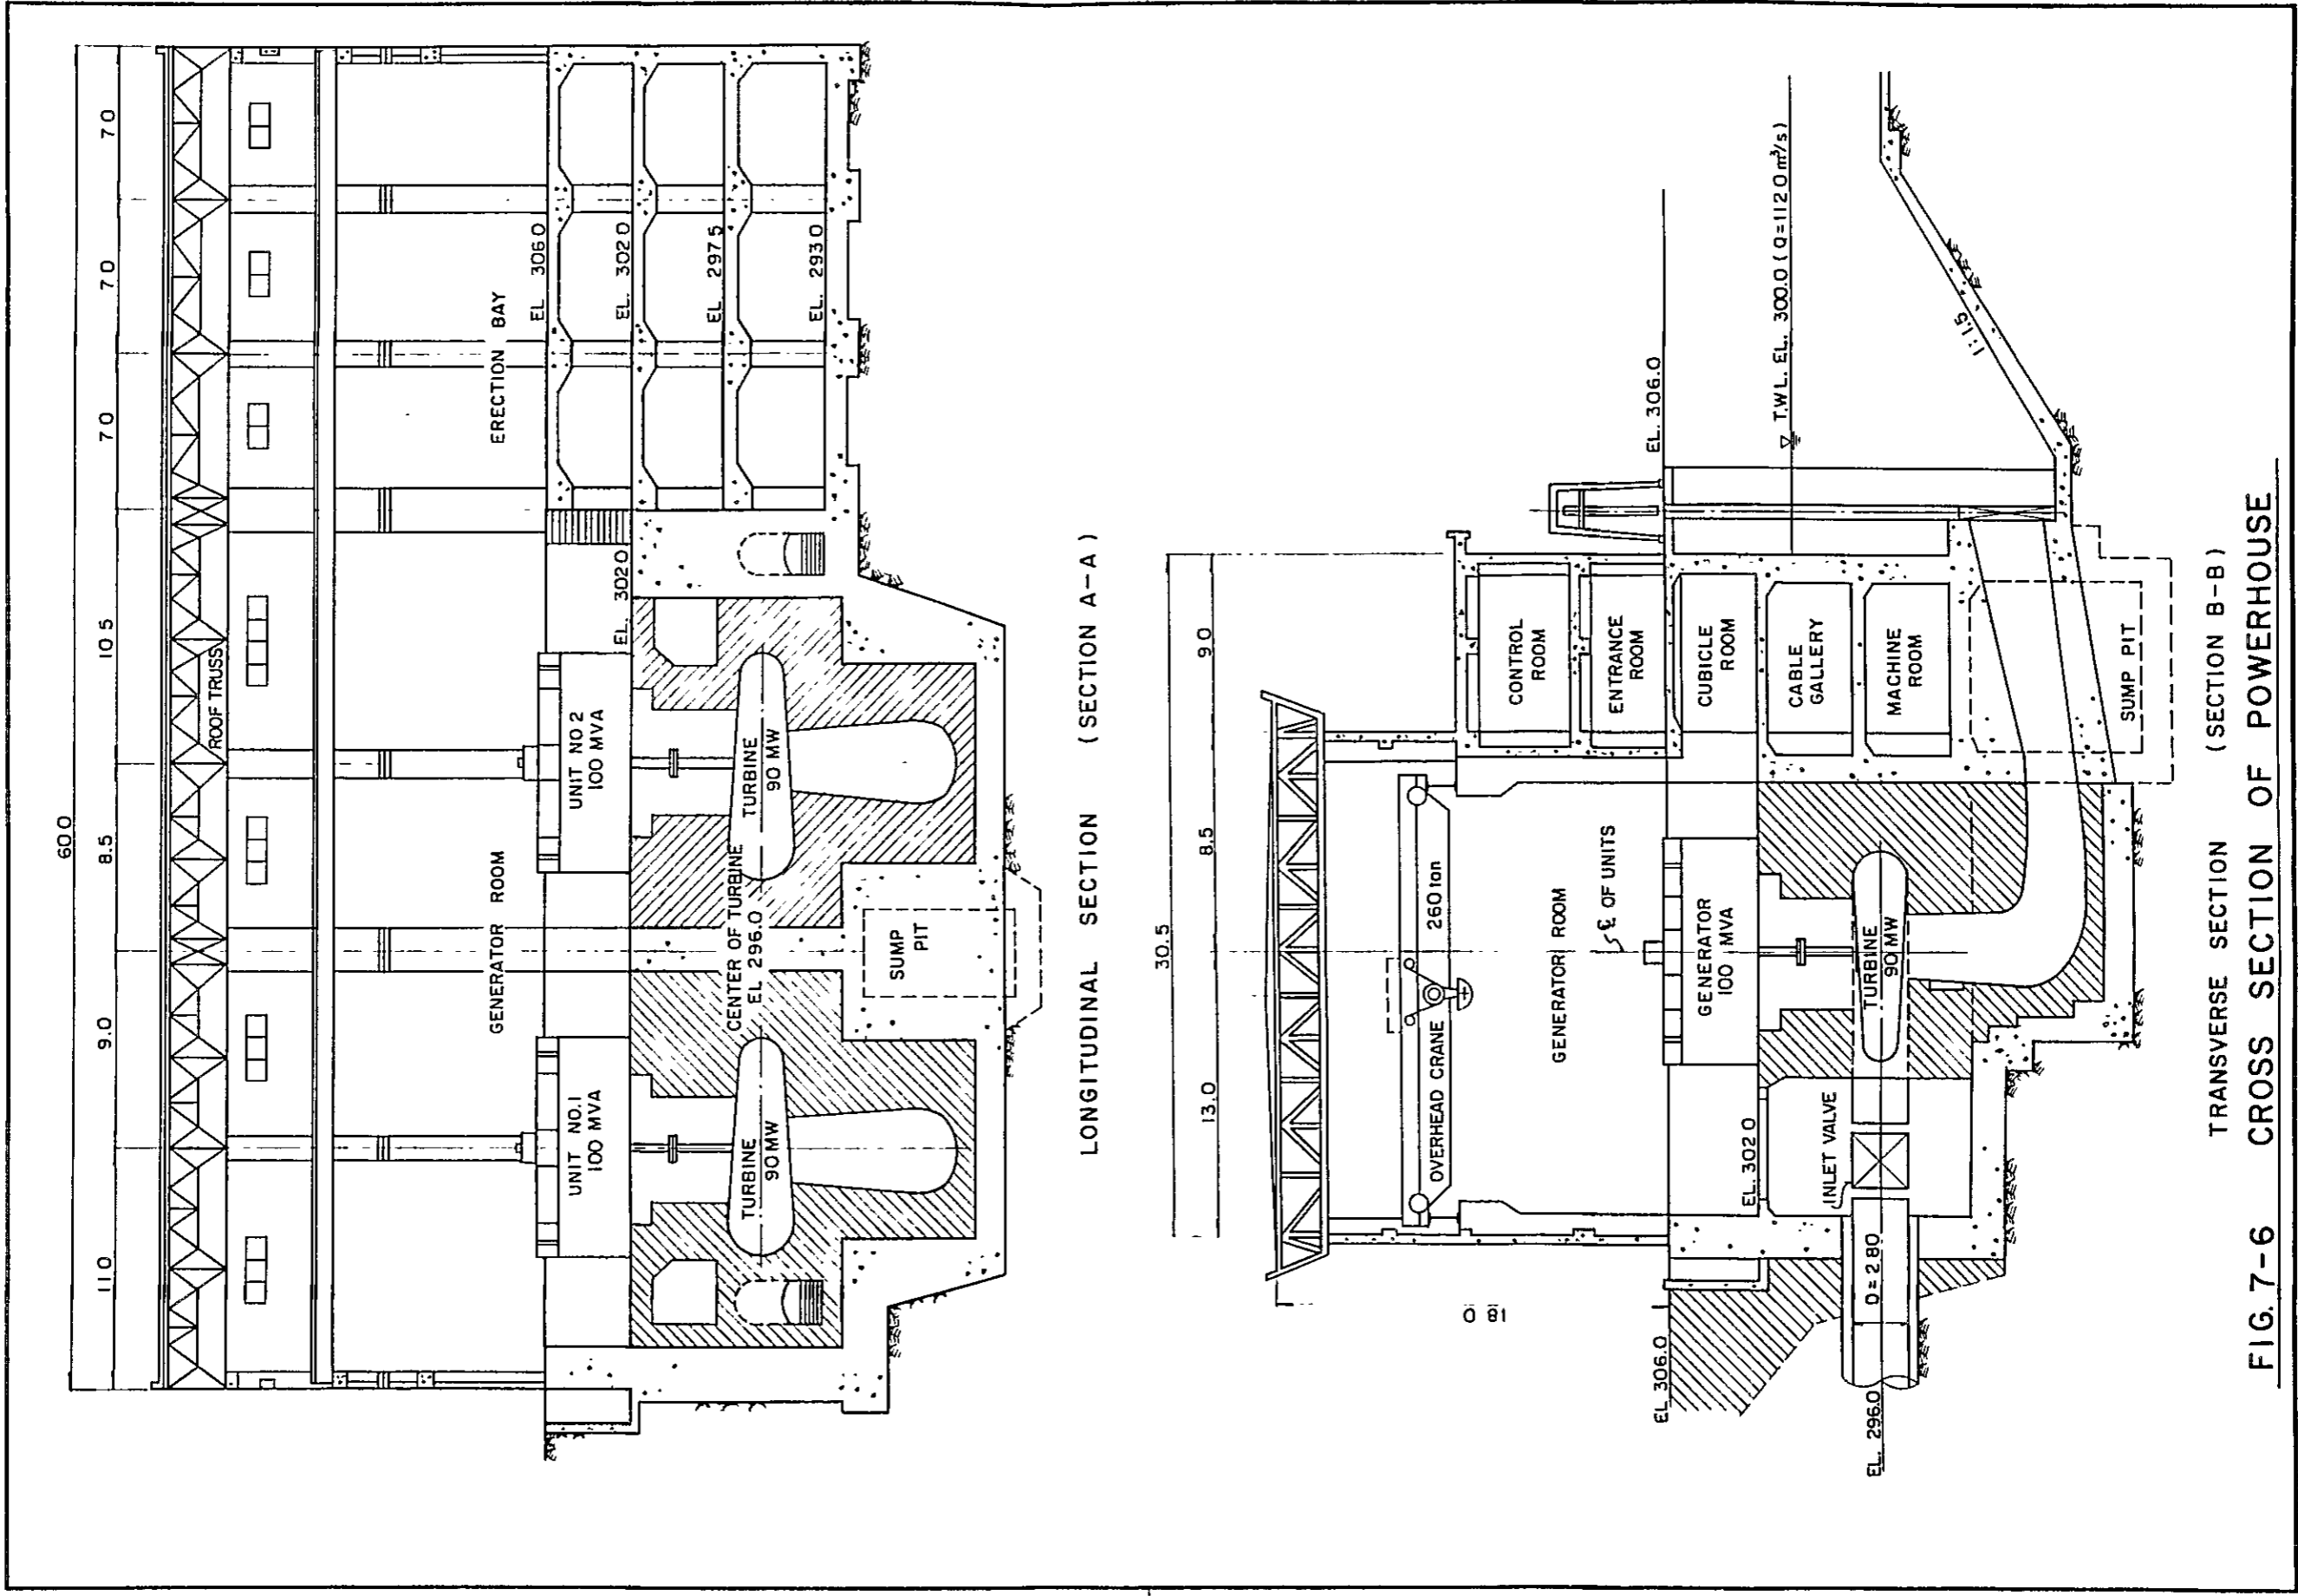 60.0
11.0
9.0
8.5
10.5
7.0
7.0
7.0
ROOF TRUSS
GENERATOR ROOM
ERECTION BAY
UNIT NO.1
100 MVA
UNIT NO 2
100 MVA
EL 306.0
EL. 302.0
EL. 302.0
EL 297.5
EL. 293.0
TURBINE
90 MW
CENTER OF TURBINE
EL 296.0
TURBINE
90 MW
SUMP
PIT
LONGITUDINAL SECTION (SECTION A-A)
30.5
13.0
8.5
9.0
18.0
OVERHEAD CRANE 260 ton
GENERATOR ROOM
℄ OF UNITS
CONTROL
ROOM
ENTRANCE
ROOM
CUBICLE
ROOM
CABLE
GALLERY
MACHINE
ROOM
EL 306.0
EL. 306.0
GENERATOR
100 MVA
EL. 302.0
T.W.L. EL. 300.0 (Q=112.0 m³/s)
INLET VALVE
TURBINE
90 MW
EL. 296.0
D=2.80
1:1.5
SUMP PIT
TRANSVERSE SECTION (SECTION B-B)
FIG. 7-6 CROSS SECTION OF POWERHOUSE